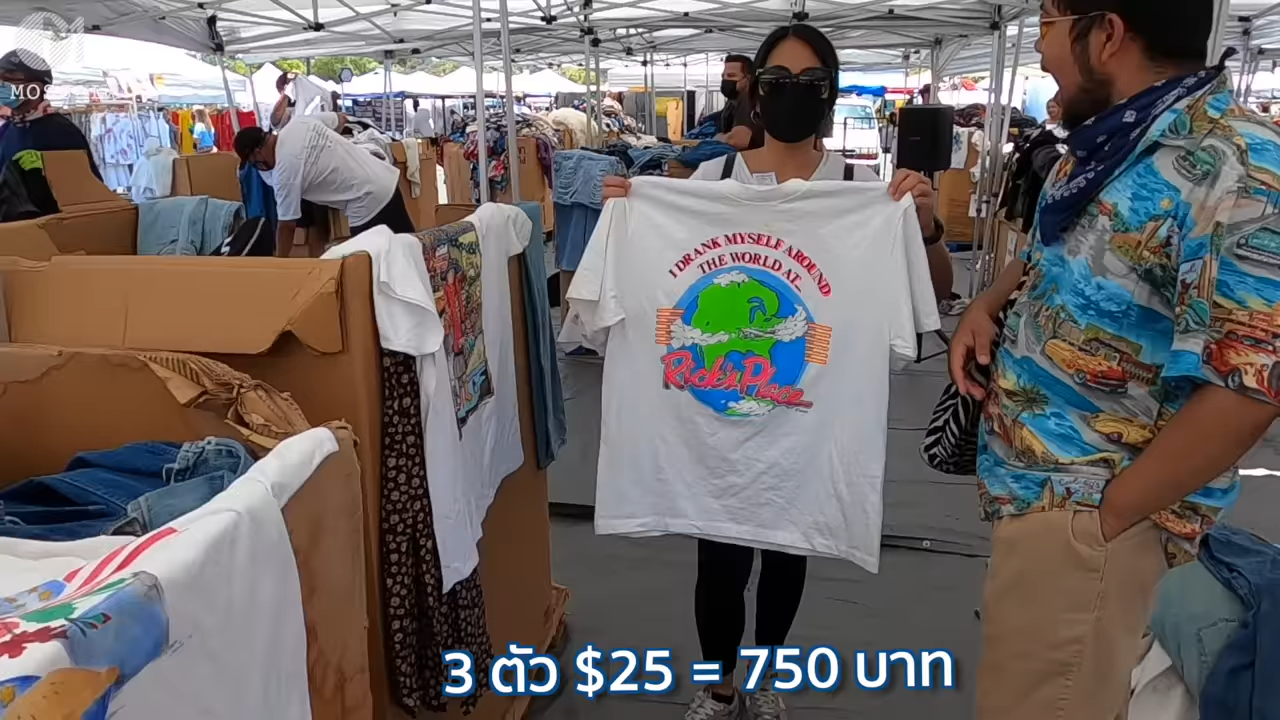 I DRANK MYSELF AROUND
THE WORLD AT..
Rick's Place
3 ตัว $25 = 750 บาท